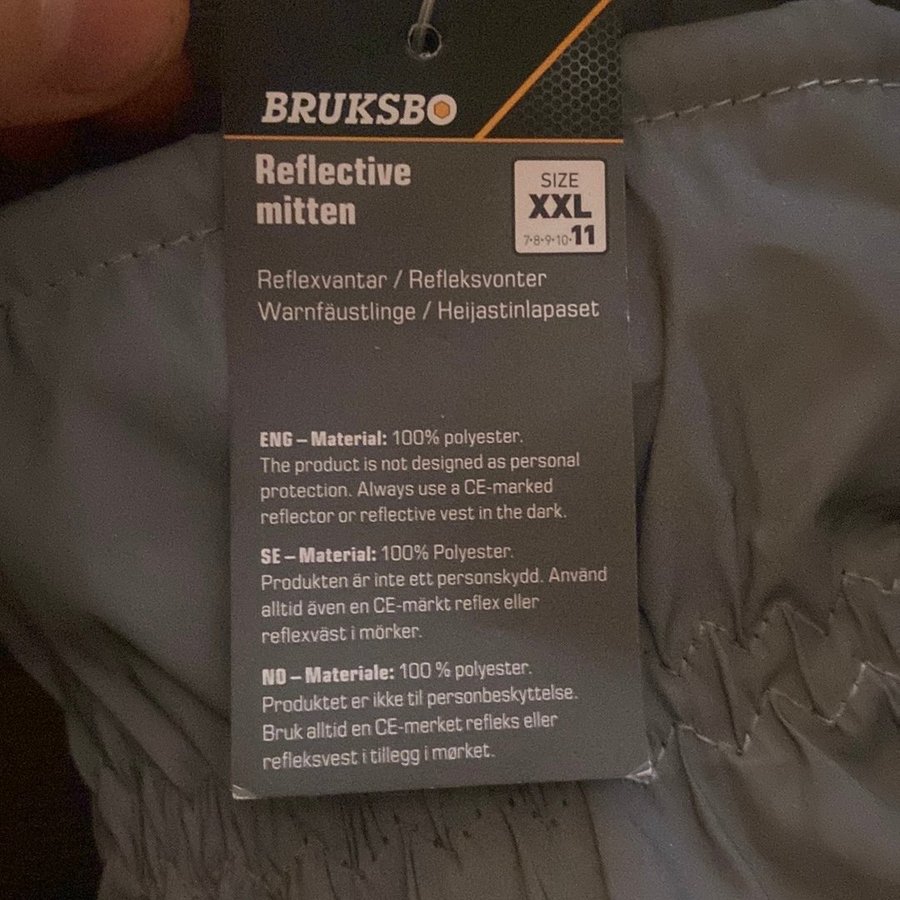 BRUKSBO
Reflective
mitten
SIZE
XXL
7·8·9·10·11
Reflexvantar / Refleksvonter
Warnfäustlinge / Heijastinlapaset
ENG – Material: 100% polyester.
The product is not designed as personal
protection. Always use a CE-marked
reflector or reflective vest in the dark.
SE – Material: 100% Polyester.
Produkten är inte ett personskydd. Använd
alltid även en CE-märkt reflex eller
reflexväst i mörker.
NO – Materiale: 100 % polyester.
Produktet er ikke til personbeskyttelse.
Bruk alltid en CE-merket refleks eller
refleksvest i tillegg i mørket.